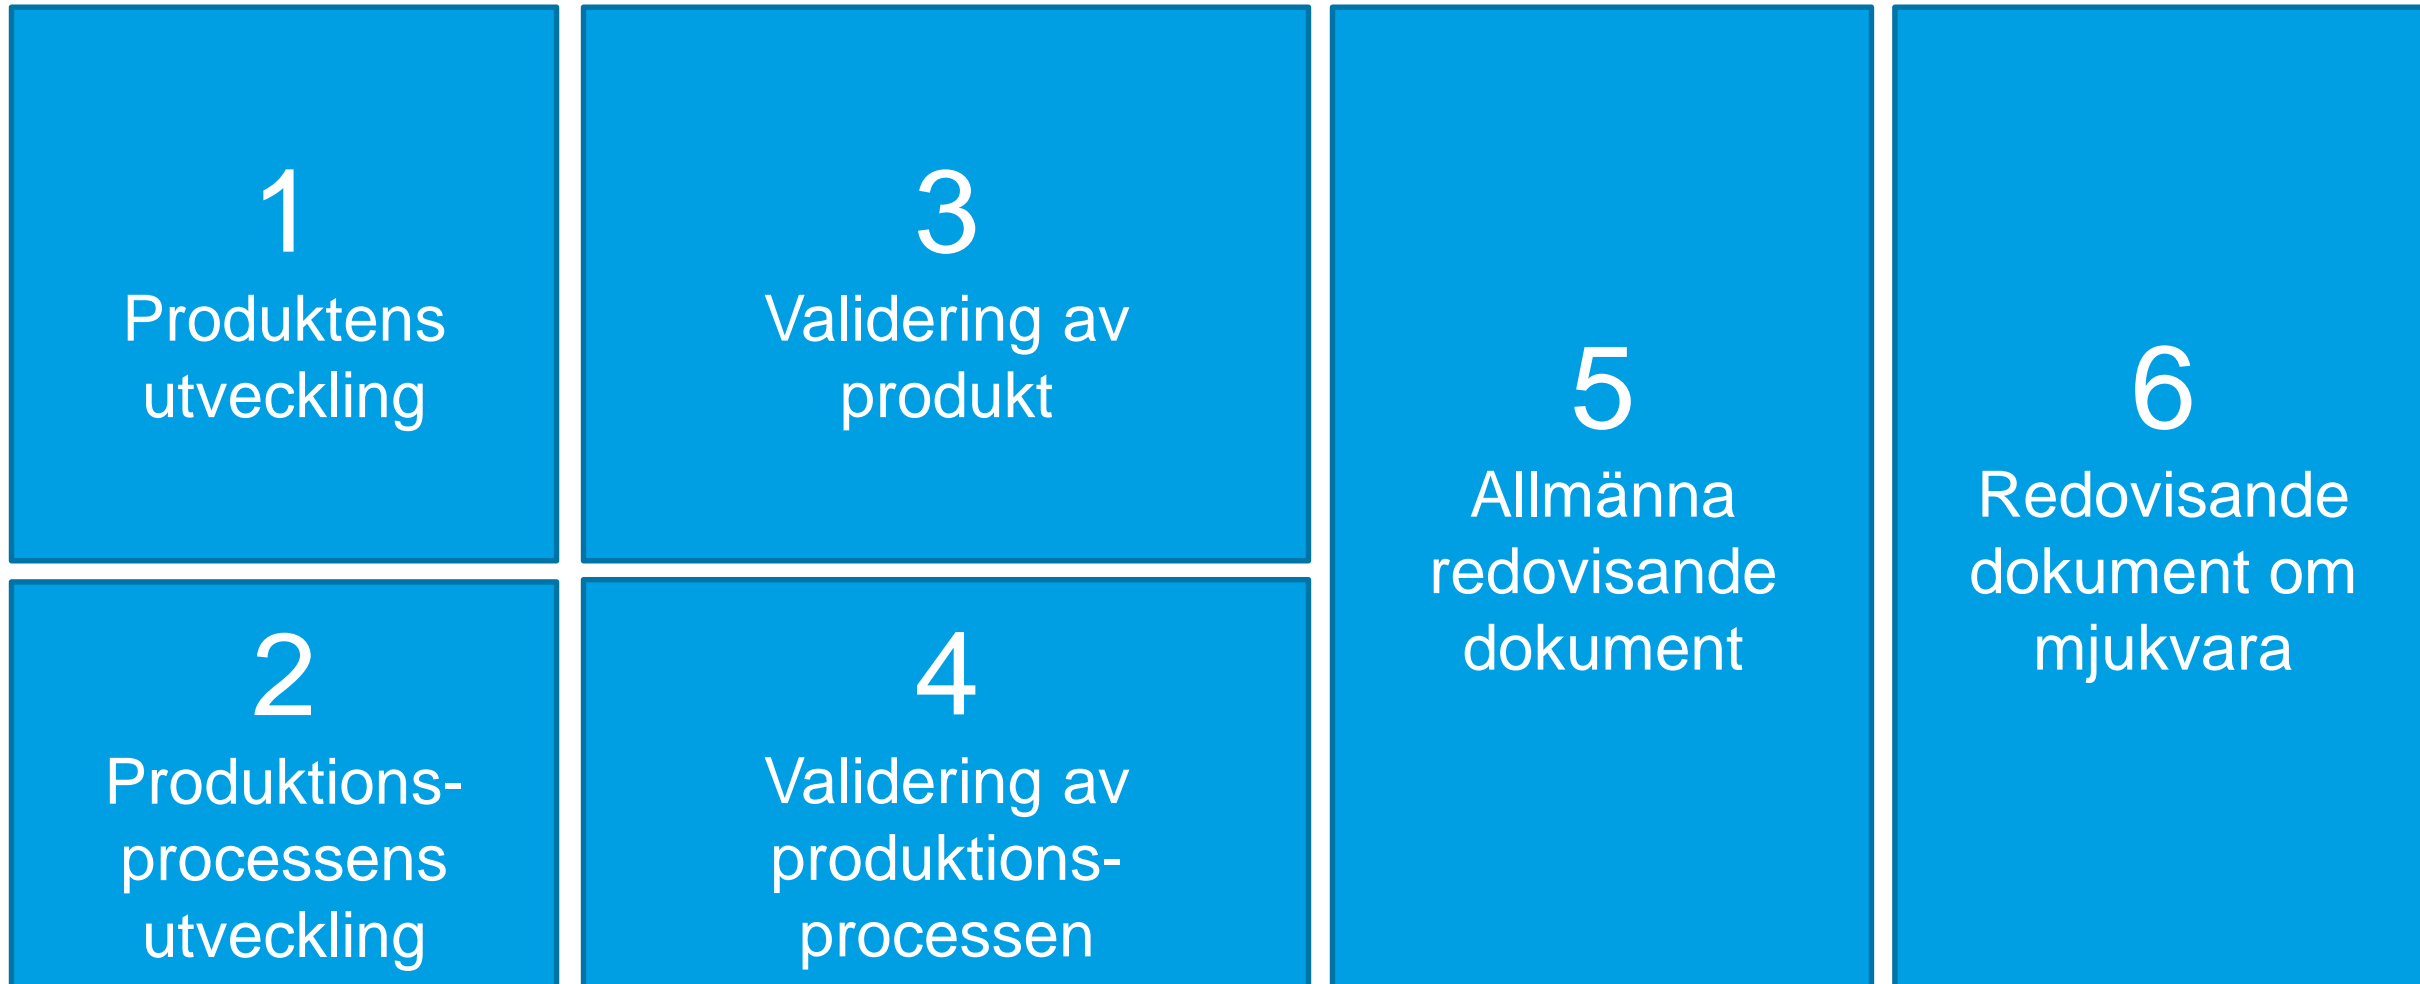 1
Produktens
utveckling
2
Produktions-
processens
utveckling
3
Validering av
produkt
4
Validering av
produktions-
processen
5
Allmänna
redovisande
dokument
6
Redovisande
dokument om
mjukvara